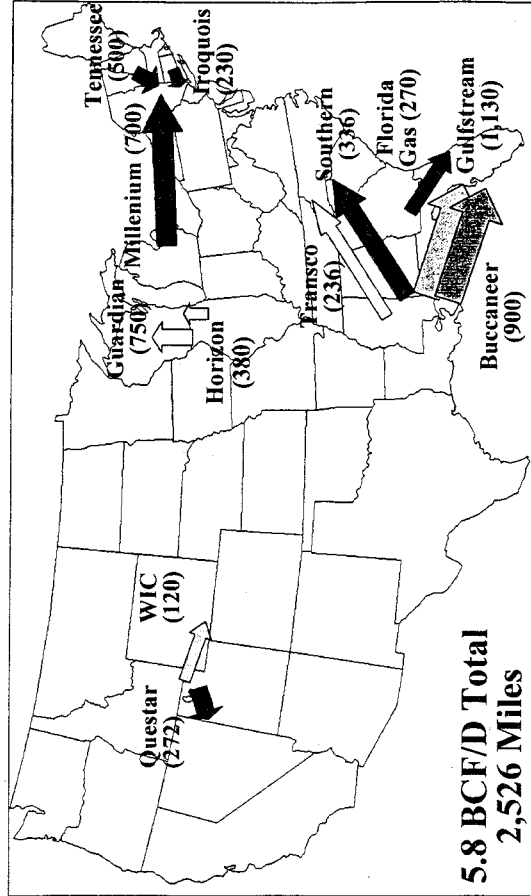 Tennessee
(500)
Iroquois
(230)
Millenium (700)
Guardian
(750)
Horizon
(380)
Southern
(336)
Transco
(236)
Florida
Gas (270)
Gulfstream
(1,130)
Buccaneer
(900)
WIC
(120)
Questar
(272)
5.8 BCF/D Total
2,526 Miles